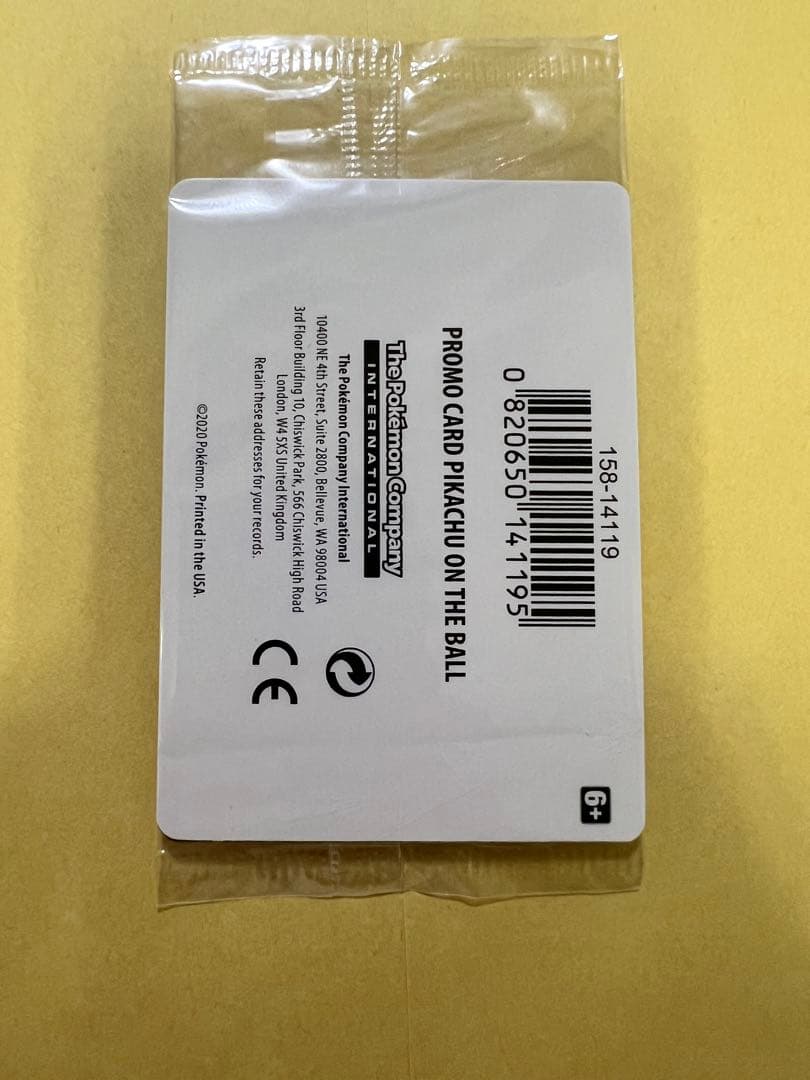 158-14119
0 820650 141195
PROMO CARD PIKACHU ON THE BALL
The Pokémon Company
INTERNATIONAL
The Pokémon Company International
10400 NE 4th Street, Suite 2800, Bellevue, WA 98004 USA
3rd Floor Building 10, Chiswick Park, 566 Chiswick High Road
London, W4 5XS United Kingdom
Retain these addresses for your records.
©2020 Pokémon. Printed in the USA.
CE
6+